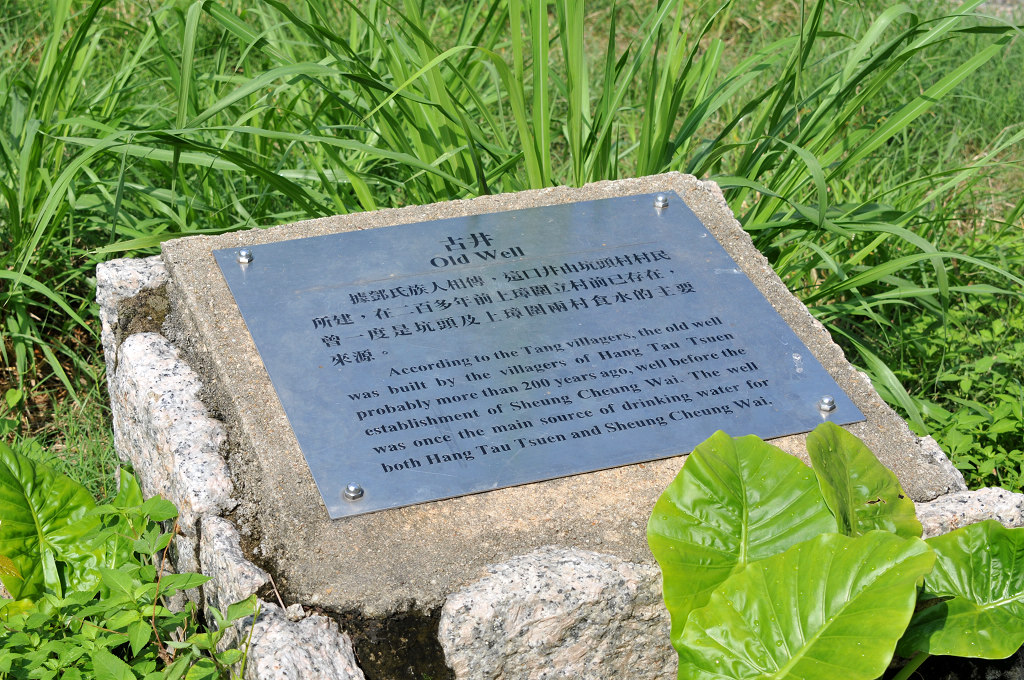 古井
Old Well
據鄧氏族人相傳，這口井由坑頭村村民
所建，在二百多年前上璋圍立村前已存在，
曾一度是坑頭及上璋圍兩村食水的主要
來源。
According to the Tang villagers, the old well
was built by the villagers of Hang Tau Tsuen
probably more than 200 years ago, well before the
establishment of Sheung Cheung Wai. The well
was once the main source of drinking water for
both Hang Tau Tsuen and Sheung Cheung Wai.